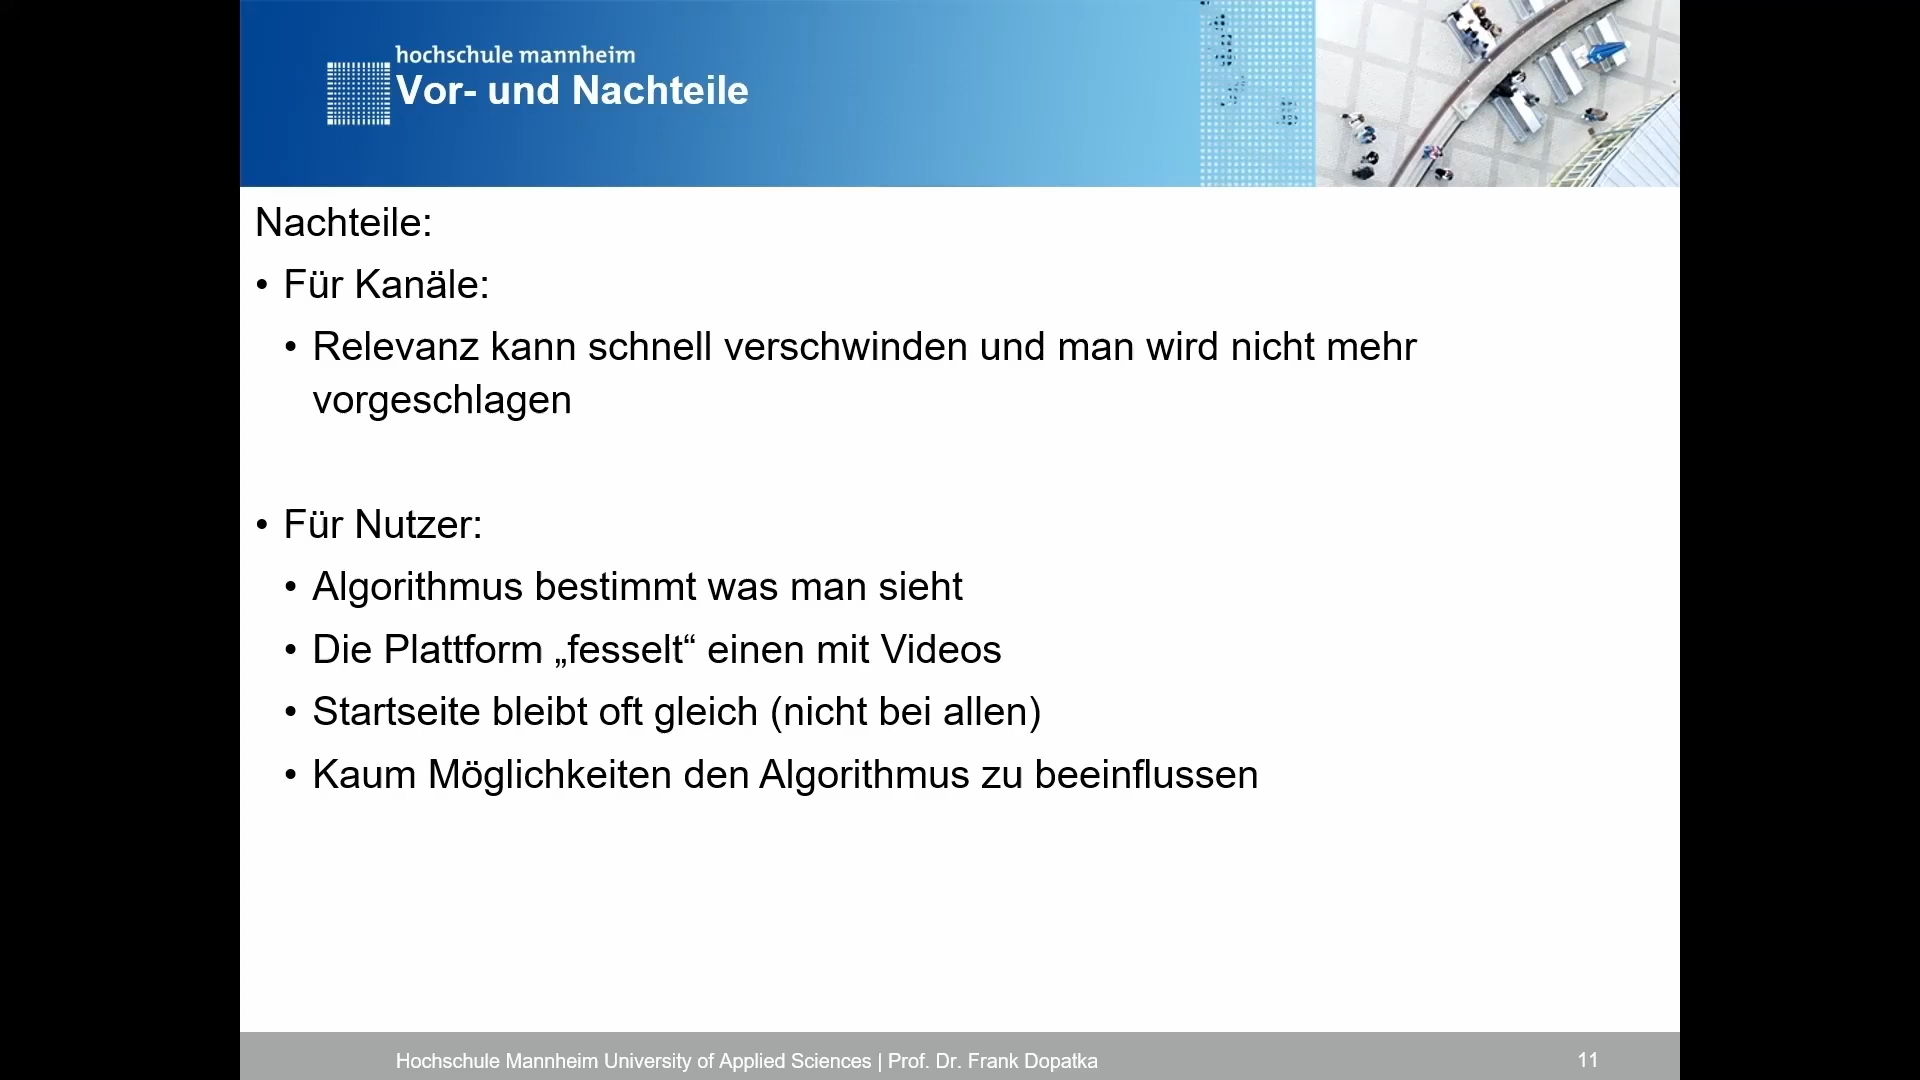 hochschule mannheim
Vor- und Nachteile
Nachteile:
• Für Kanäle:
• Relevanz kann schnell verschwinden und man wird nicht mehr
vorgeschlagen
• Für Nutzer:
• Algorithmus bestimmt was man sieht
• Die Plattform „fesselt“ einen mit Videos
• Startseite bleibt oft gleich (nicht bei allen)
• Kaum Möglichkeiten den Algorithmus zu beeinflussen
Hochschule Mannheim University of Applied Sciences | Prof. Dr. Frank Dopatka
11